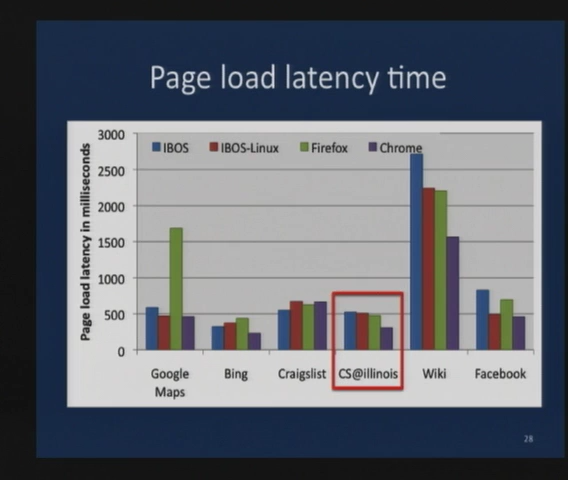 Page load latency time
Page load latency in milliseconds
3000
2500
2000
1500
1000
500
0
IBOS
IBOS-Linux
Firefox
Chrome
Google
Maps
Bing
Craigslist
CS@illinois
Wiki
Facebook
28